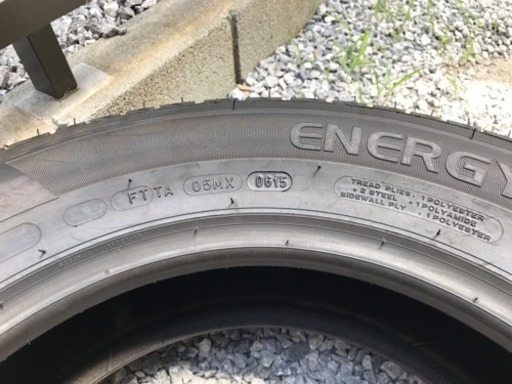 ENERGY
FT TA 05MX 0615
TREAD PLIES : 1 POLYESTER
+ 2 STEEL + 1 POLYAMIDE
SIDEWALL PLY : 1 POLYESTER